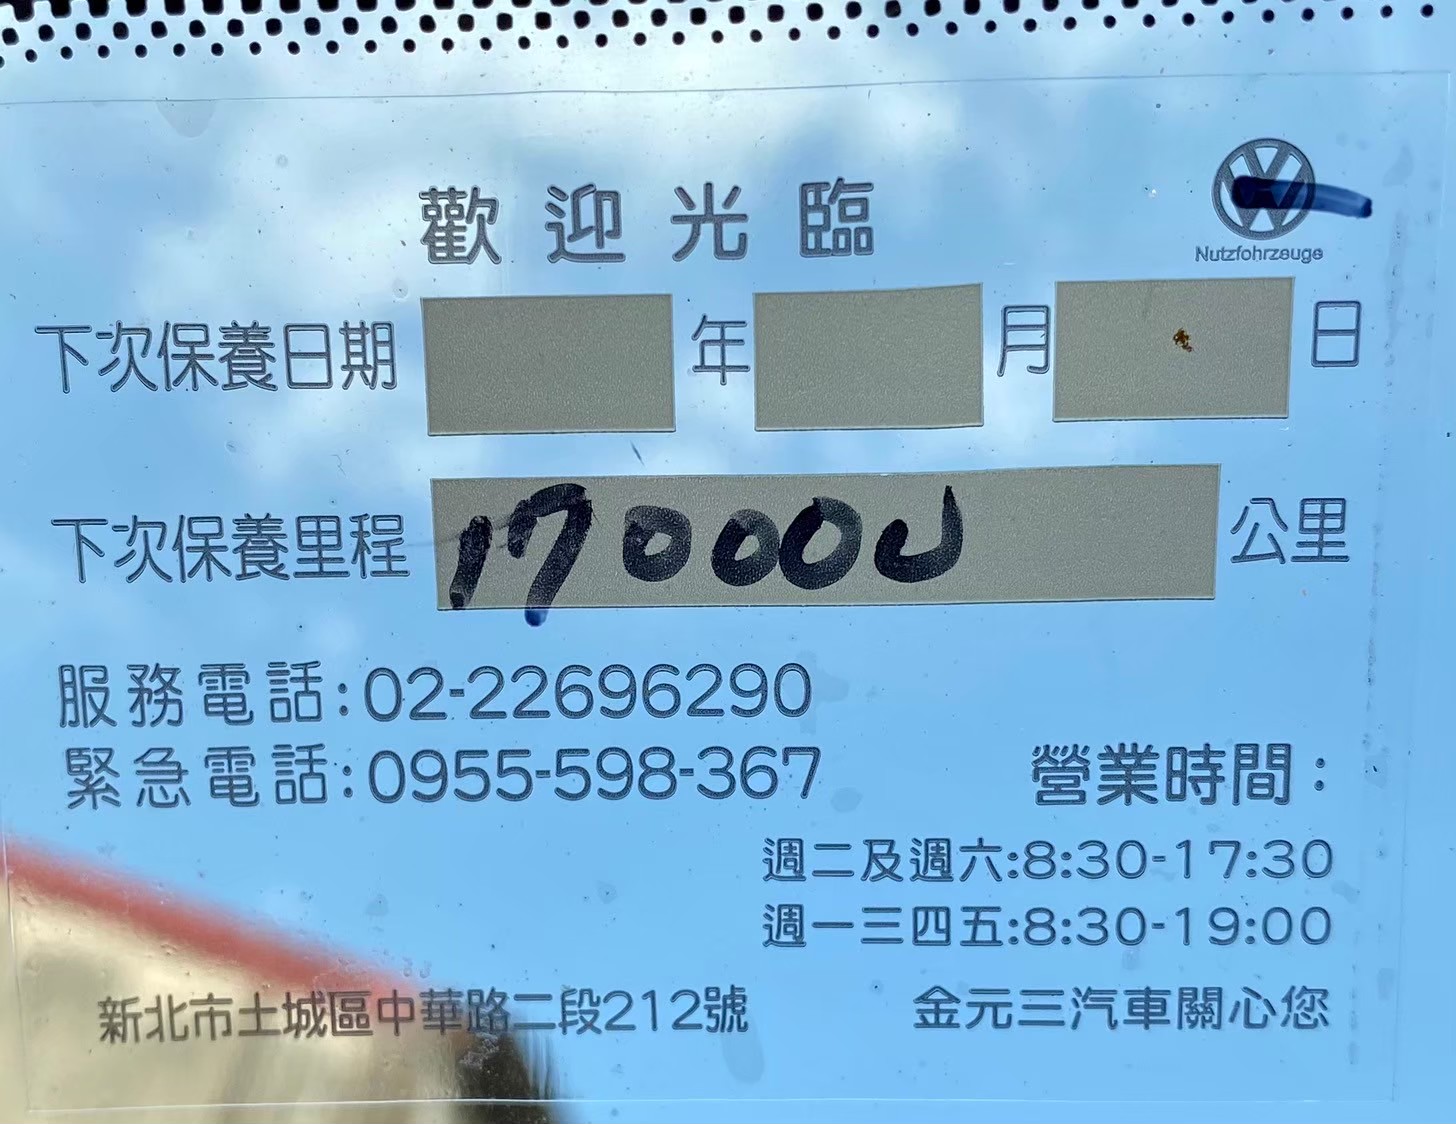 歡迎光臨
Nutzfohrzeuge
下次保養日期 年 月 日
下次保養里程 170000 公里
服務電話:02-22696290
緊急電話:0955-598-367
營業時間:
週二及週六:8:30-17:30
週一三四五:8:30-19:00
新北市土城區中華路二段212號 金元三汽車關心您